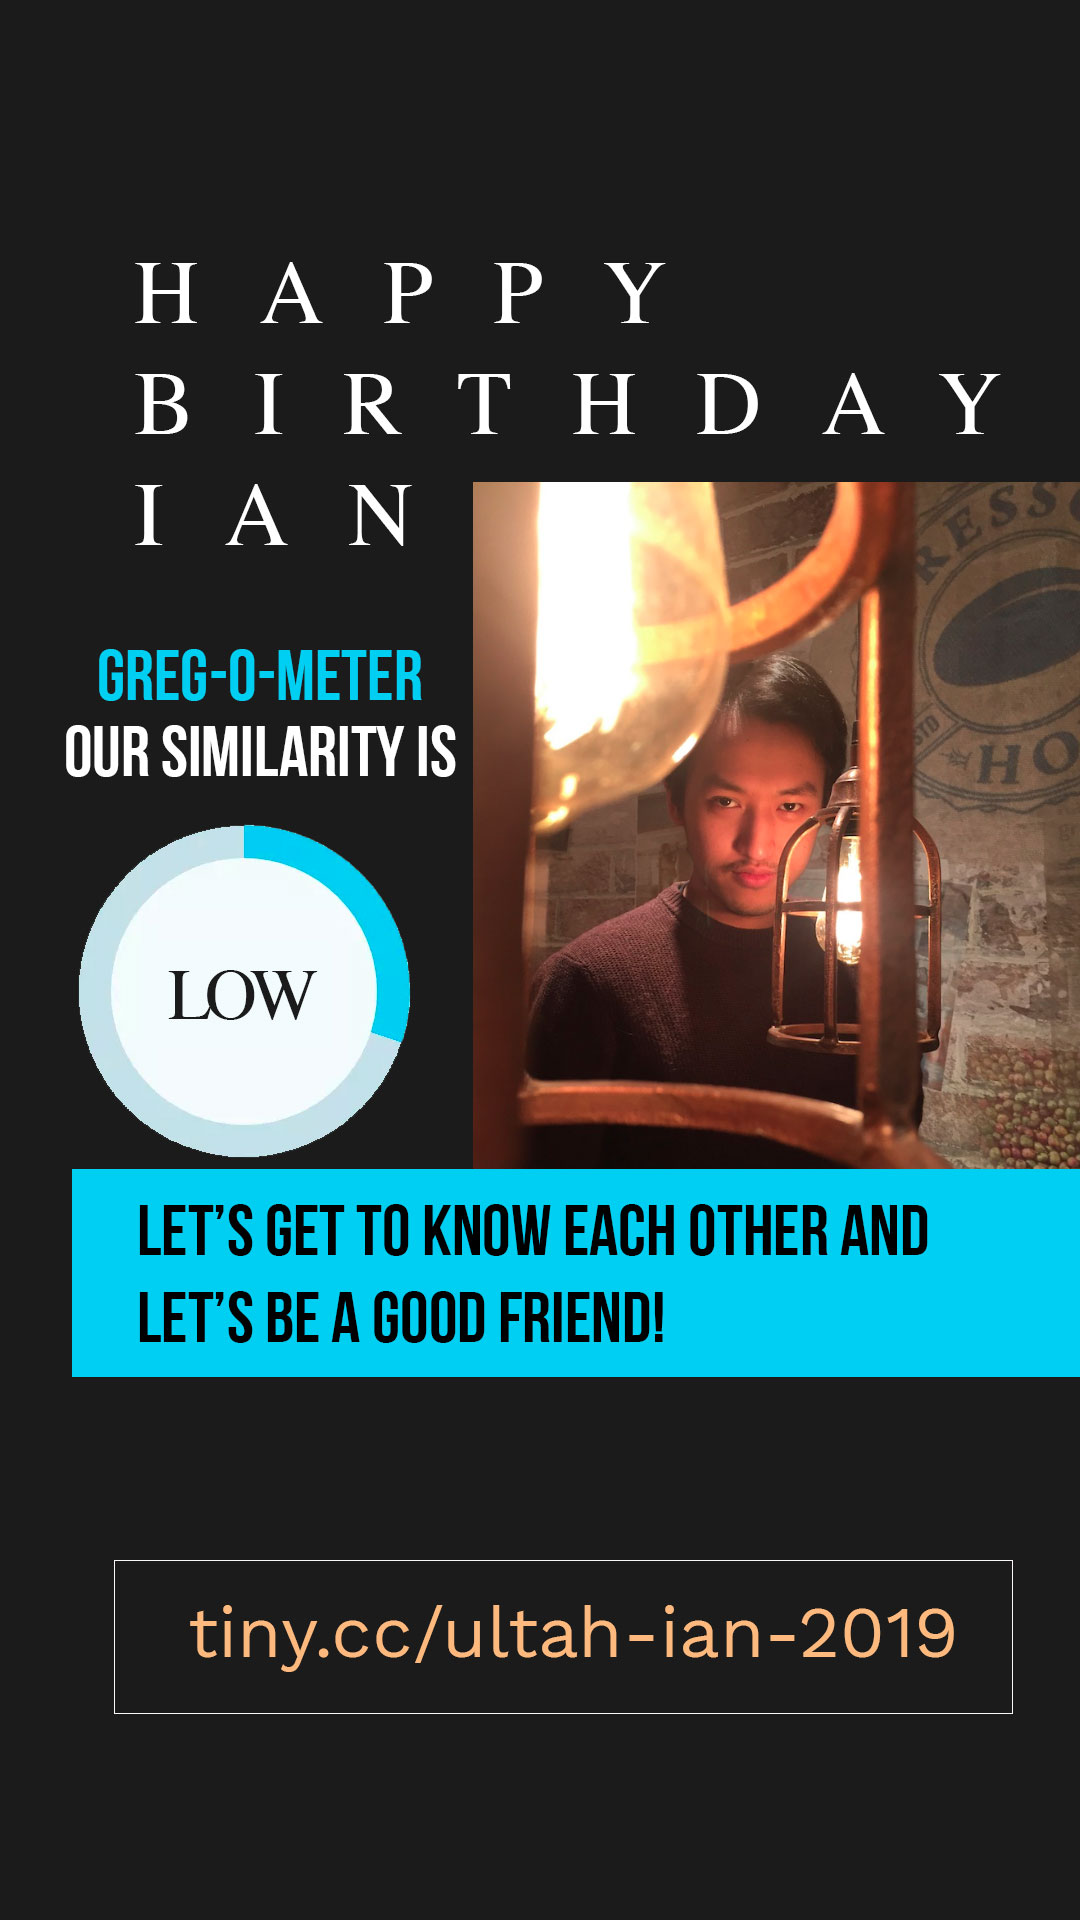 HAPPY
BIRTHDAY
IAN
GREG-O-METER
OUR SIMILARITY IS
LOW
LET’S GET TO KNOW EACH OTHER AND
LET’S BE A GOOD FRIEND!
tiny.cc/ultah-ian-2019